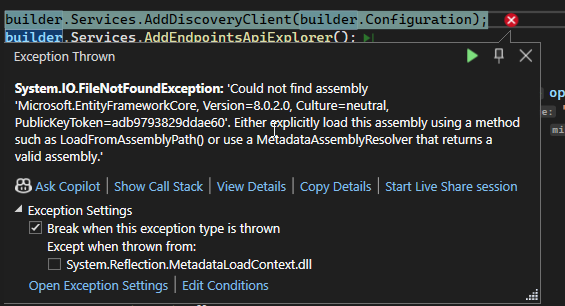 builder.Services.AddDiscoveryClient(builder.Configuration);
builder.Services.AddEndpointsApiExplorer();
Exception Thrown
System.IO.FileNotFoundException: 'Could not find assembly
'Microsoft.EntityFrameworkCore, Version=8.0.2.0, Culture=neutral,
PublicKeyToken=adb9793829ddae60'. Either explicitly load this assembly using a method
such as LoadFromAssemblyPath() or use a MetadataAssemblyResolver that returns a
valid assembly.'
Ask Copilot | Show Call Stack | View Details | Copy Details | Start Live Share session
Exception Settings
Break when this exception type is thrown
Except when thrown from:
System.Reflection.MetadataLoadContext.dll
Open Exception Settings | Edit Conditions